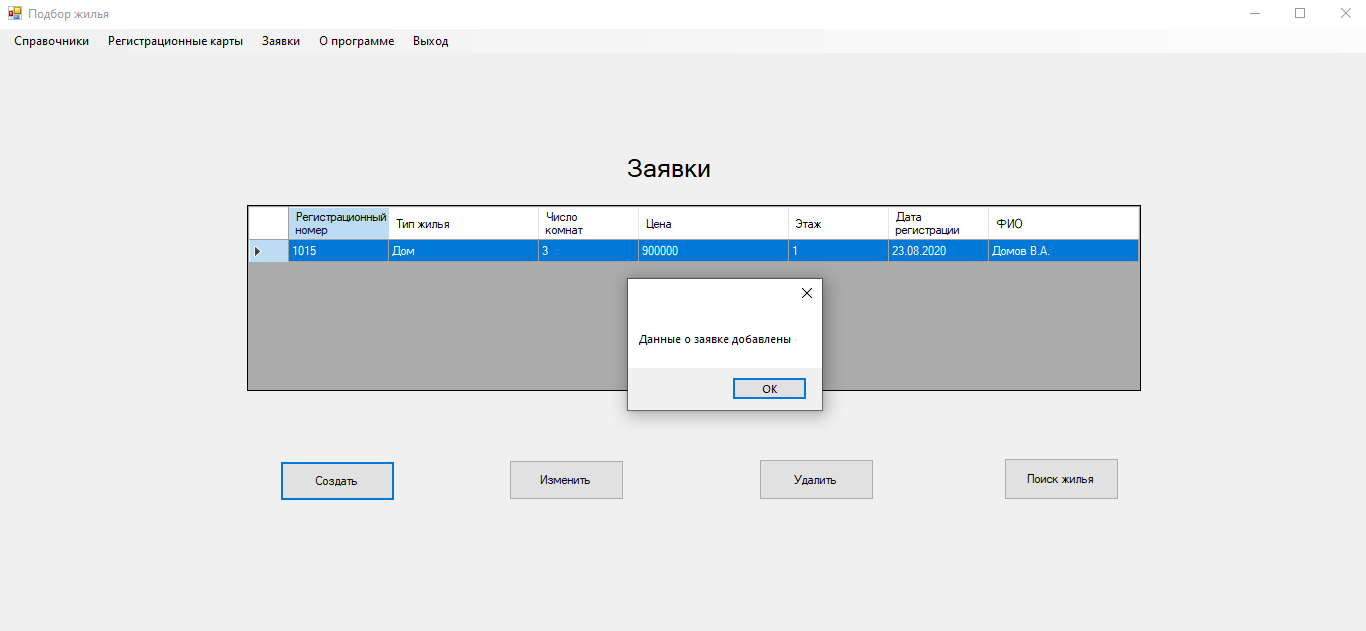 Подбор жилья
Справочники Регистрационные карты Заявки О программе Выход
Заявки
Регистрационный номер Тип жилья Число комнат Цена Этаж Дата регистрации ФИО
1015 Дом 3 900000 1 23.08.2020 Домов В.А.
Данные о заявке добавлены
ОК
Создать Изменить Удалить Поиск жилья